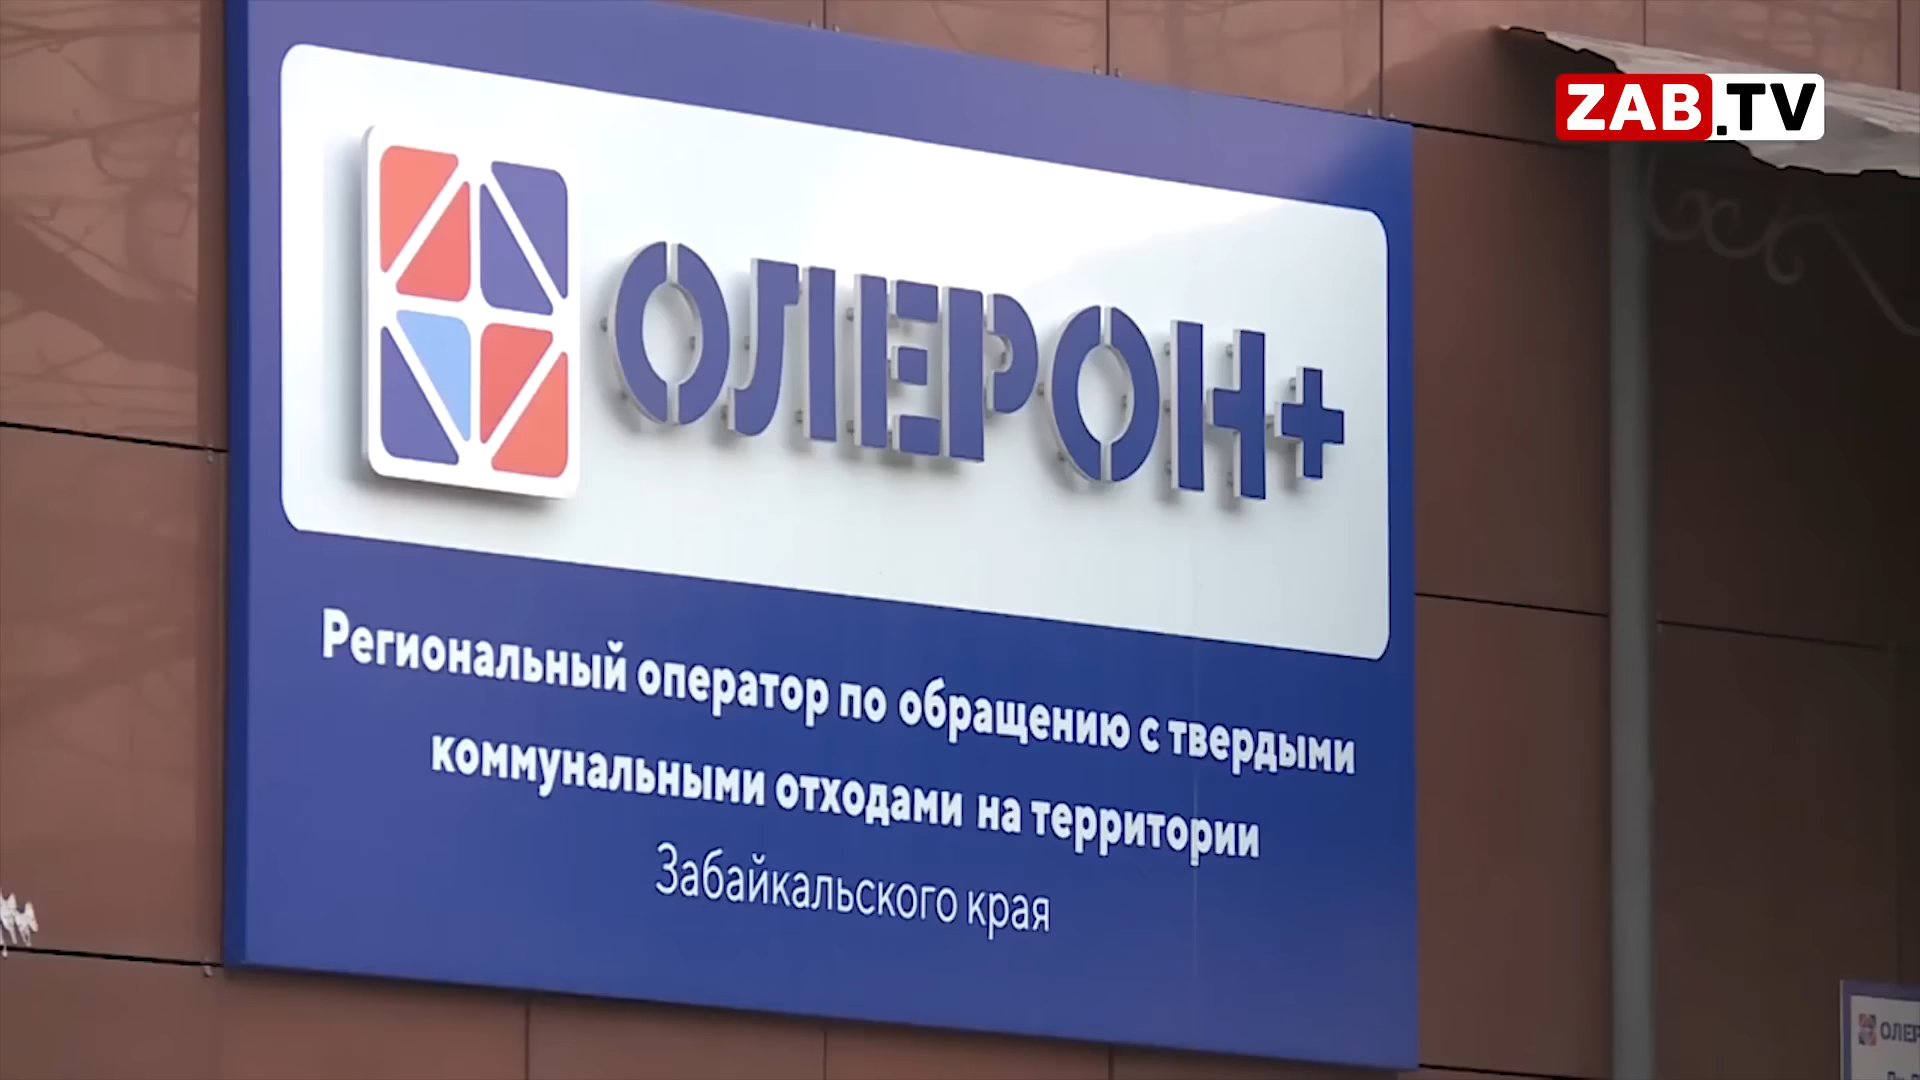 ZAB.TV
ОЛЕРОН+
Региональный оператор по обращению с твердыми
коммунальными отходами на территории
Забайкальского края